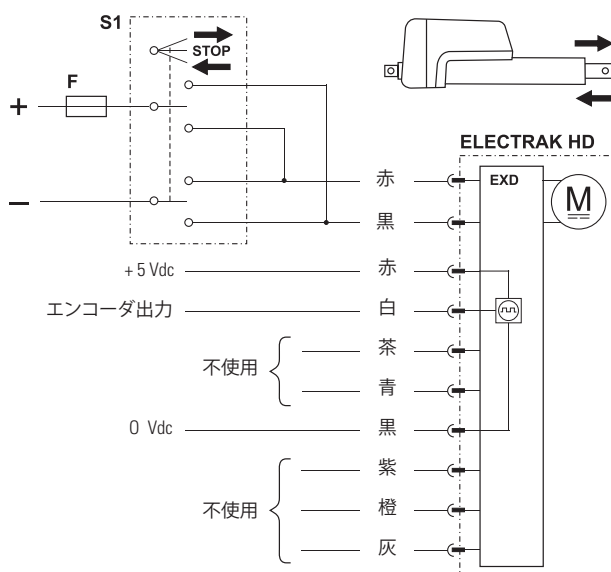 S1
STOP
F
+
−
ELECTRAK HD
EXD
M
赤
黒
+ 5 Vdc
赤
エンコーダ出力
白
不使用
茶
青
0 Vdc
黒
不使用
紫
橙
灰